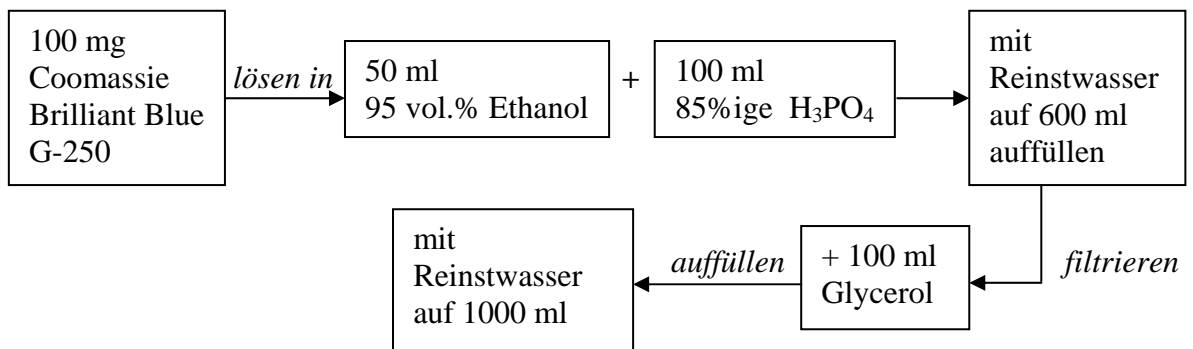 100 mg
Coomassie
Brilliant Blue
G-250
lösen in
50 ml
95 vol.% Ethanol
+
100 ml
85%ige H₃PO₄
mit
Reinstwasser
auf 600 ml
auffüllen
filtrieren
+ 100 ml
Glycerol
auffüllen
mit
Reinstwasser
auf 1000 ml